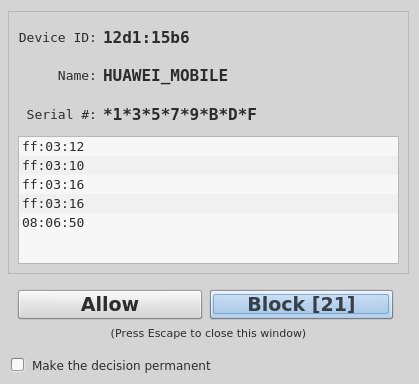 Device ID: 12d1:15b6
Name: HUAWEI_MOBILE
Serial #: *1*3*5*7*9*B*D*F
ff:03:12
ff:03:10
ff:03:16
ff:03:16
08:06:50
Allow Block [21]
(Press Escape to close this window)
Make the decision permanent